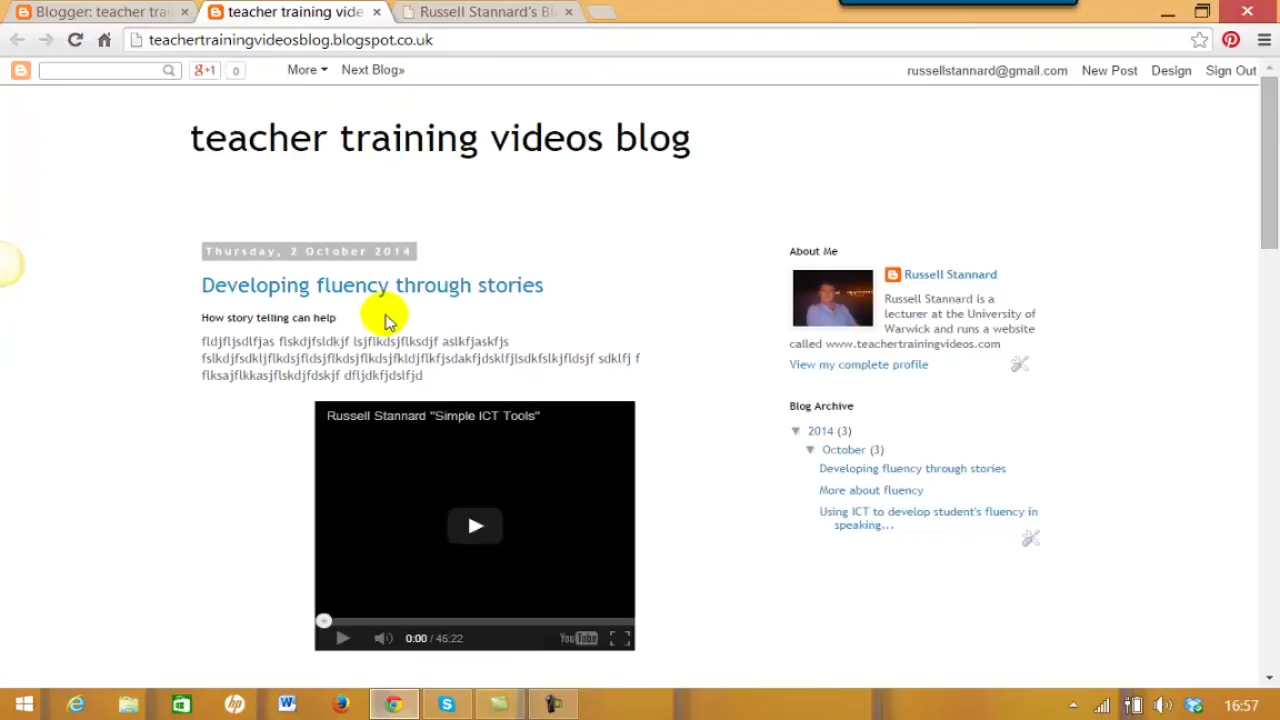 Blogger: teacher trai
teacher training vide
Russell Stannard's Bl
teachertrainingvideosblog.blogspot.co.uk
+1 0 More Next Blog»
russellstannard@gmail.com New Post Design Sign Out
teacher training videos blog
Thursday, 2 October 2014
Developing fluency through stories
How story telling can help
fldjfljsdlfjas flskdjfsldkjf lsjflkdsjflksdjf aslkfjaskfjs
fslkdjfsdkljflkdsjfldsjflkdsjflkdsjfkldjflkfjsdakfjdsklfjlsdkfslkjfldsjf sdklfj f
flksajflkkasjflskdjfdskjf dfljdkfjdslfjd
Russell Stannard "Simple ICT Tools"
0:00 / 45:22
YouTube
About Me
Russell Stannard
Russell Stannard is a
lecturer at the University of
Warwick and runs a website
called www.teachertrainingvideos.com
View my complete profile
Blog Archive
▼ 2014 (3)
▼ October (3)
Developing fluency through stories
More about fluency
Using ICT to develop student's fluency in
speaking...
16:57